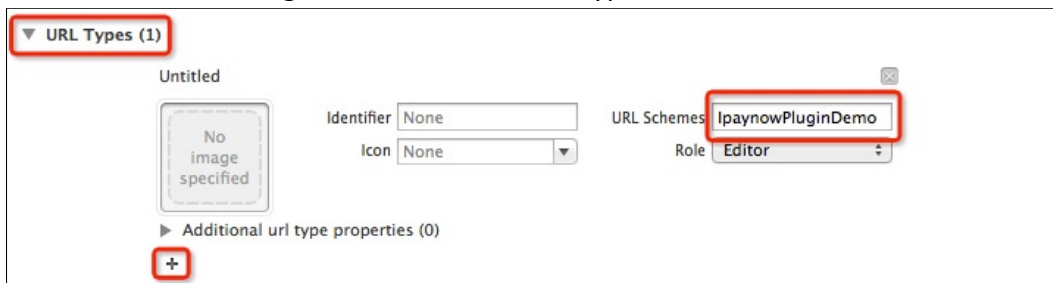 URL Types (1)
Untitled
No image specified
Identifier None
URL Schemes IpaynowPluginDemo
Icon None
Role Editor
Additional url type properties (0)
+